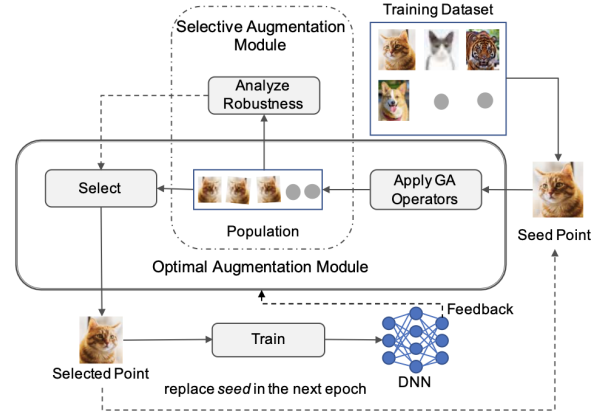 Selective Augmentation
Module
Training Dataset
Analyze
Robustness
Select
Apply GA
Operators
Population
Seed Point
Optimal Augmentation Module
Feedback
Train
DNN
Selected Point
replace seed in the next epoch